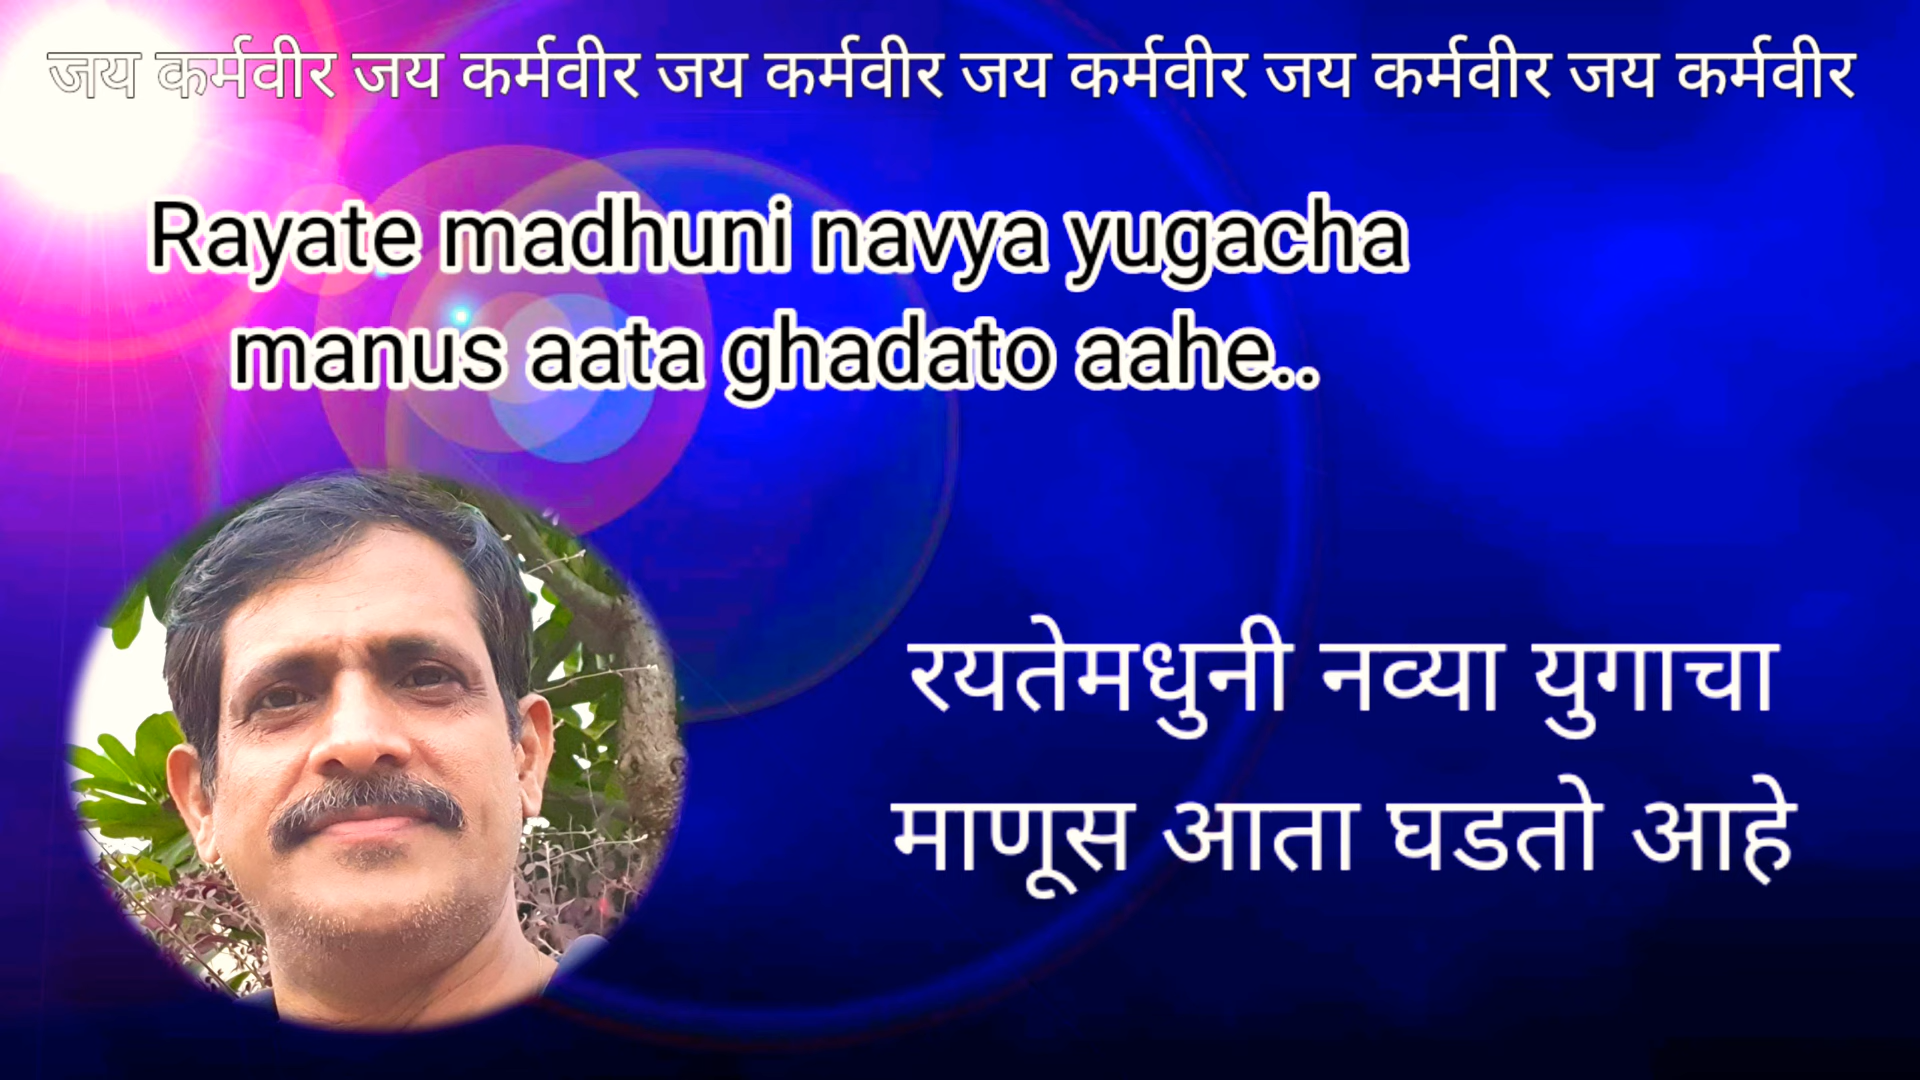 जय कर्मवीर जय कर्मवीर जय कर्मवीर जय कर्मवीर जय कर्मवीर जय कर्मवीर
Rayate madhuni navya yugacha
manus aata ghadato aahe..
रयतेमधुनी नव्या युगाचा
माणूस आता घडतो आहे